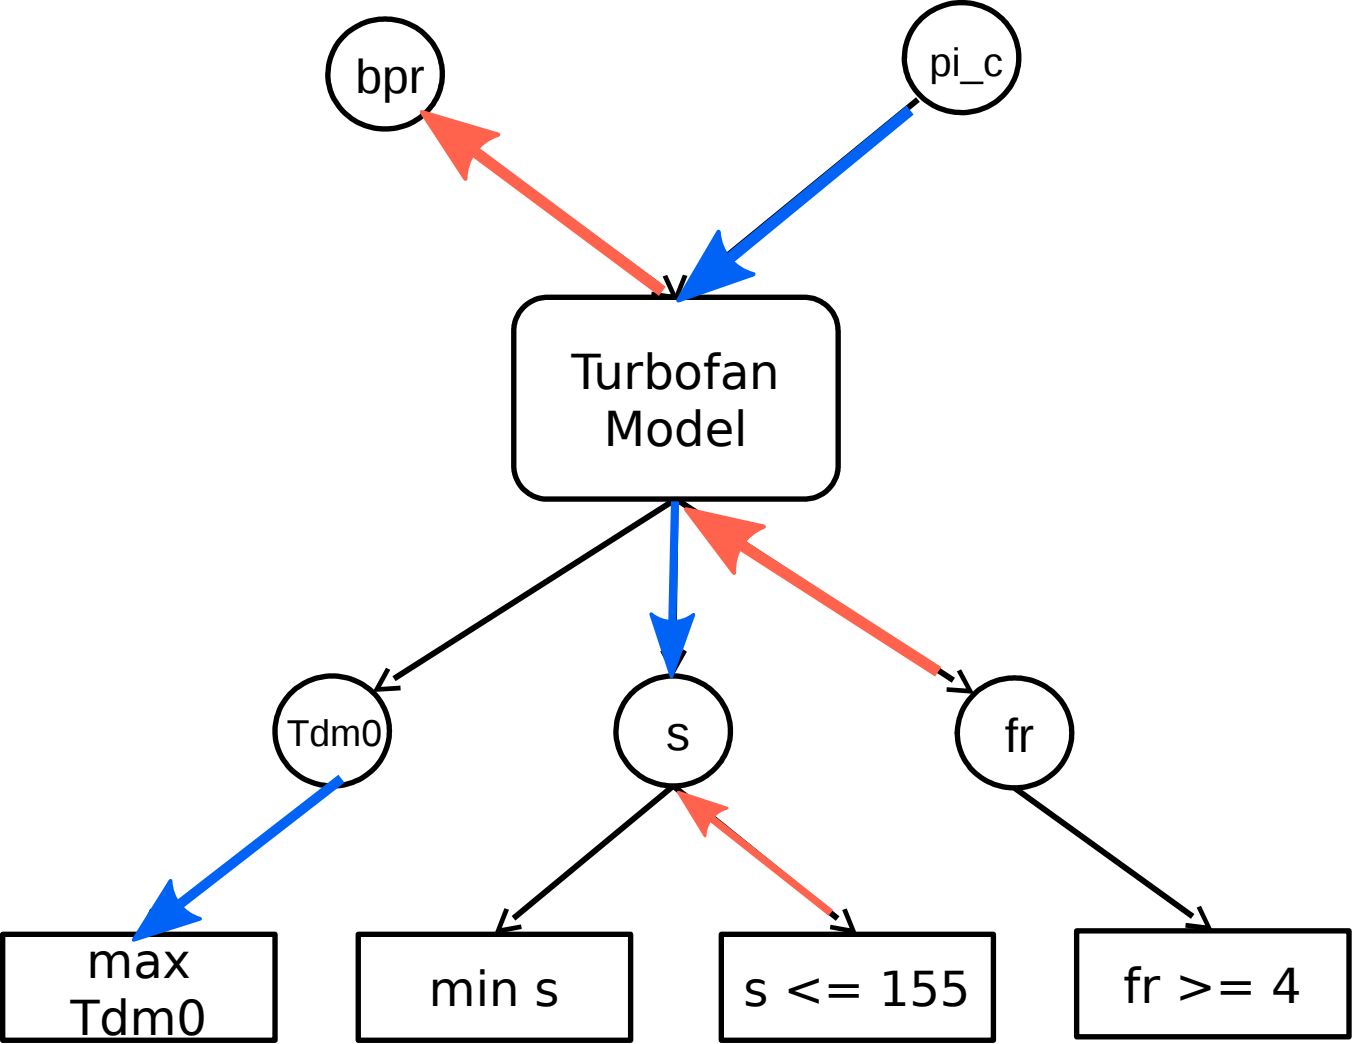 bpr
pi_c
Turbofan
Model
Tdm0
s
fr
max
Tdm0
min s
s <= 155
fr >= 4